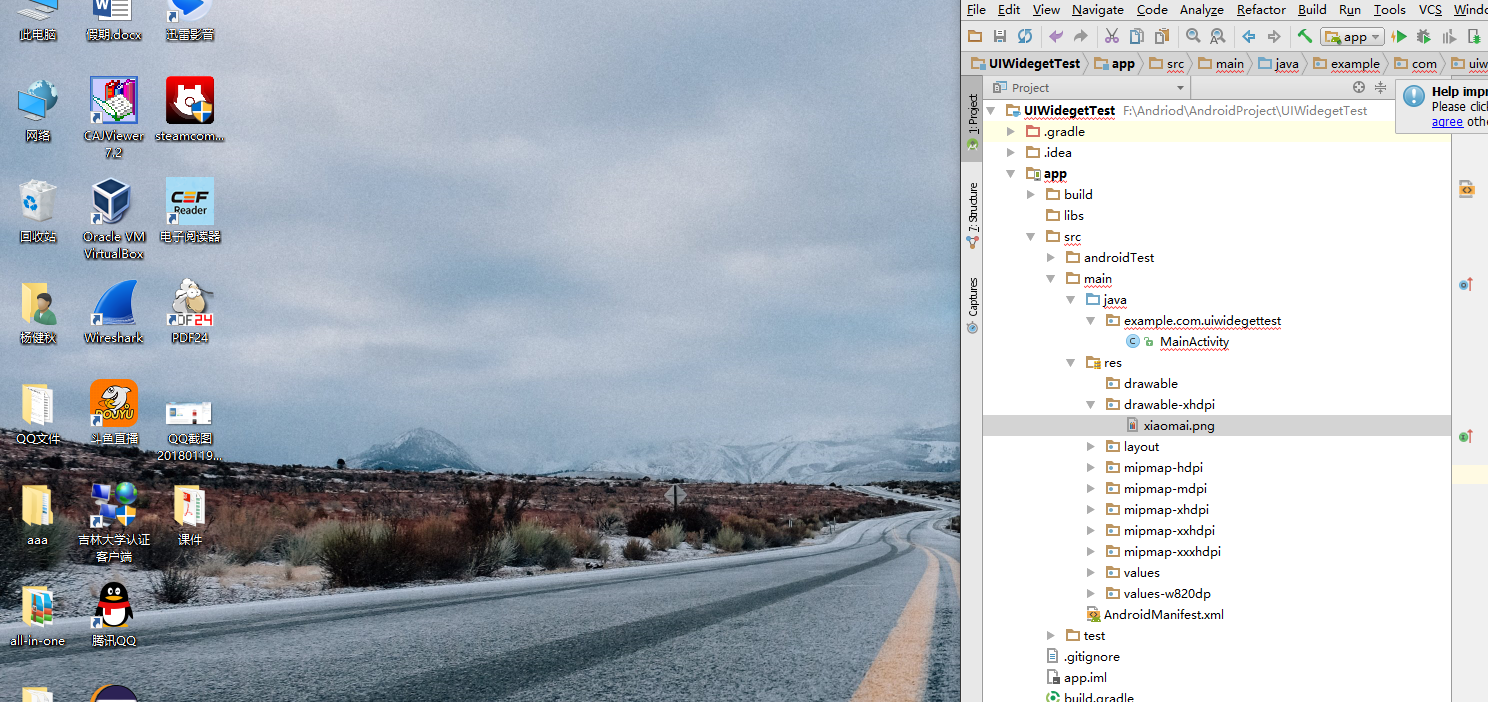 此电脑
假期.docx
迅雷影音
网络
CAJViewer
7.2
steamcom...
回收站
Oracle VM
VirtualBox
CEF
Reader
电子阅读器
杨健秋
Wireshark
PDF24
QQ文件
DOUYU
斗鱼直播
QQ截图
20180119...
aaa
吉林大学认证
客户端
课件
all-in-one
腾讯QQ
File Edit View Navigate Code Analyze Refactor Build Run Tools VCS Windo
app
UIWidegetTest app src main java example com uiw
1: Project
7: Structure
Captures
Project
Help impr
Please clic
agree othe
UIWidegetTest F:\Andriod\AndroidProject\UIWidegetTest
.gradle
.idea
app
build
libs
src
androidTest
main
java
example.com.uiwidegettest
MainActivity
res
drawable
drawable-xhdpi
xiaomai.png
layout
mipmap-hdpi
mipmap-mdpi
mipmap-xhdpi
mipmap-xxhdpi
mipmap-xxxhdpi
values
values-w820dp
AndroidManifest.xml
test
.gitignore
app.iml
build.gradle